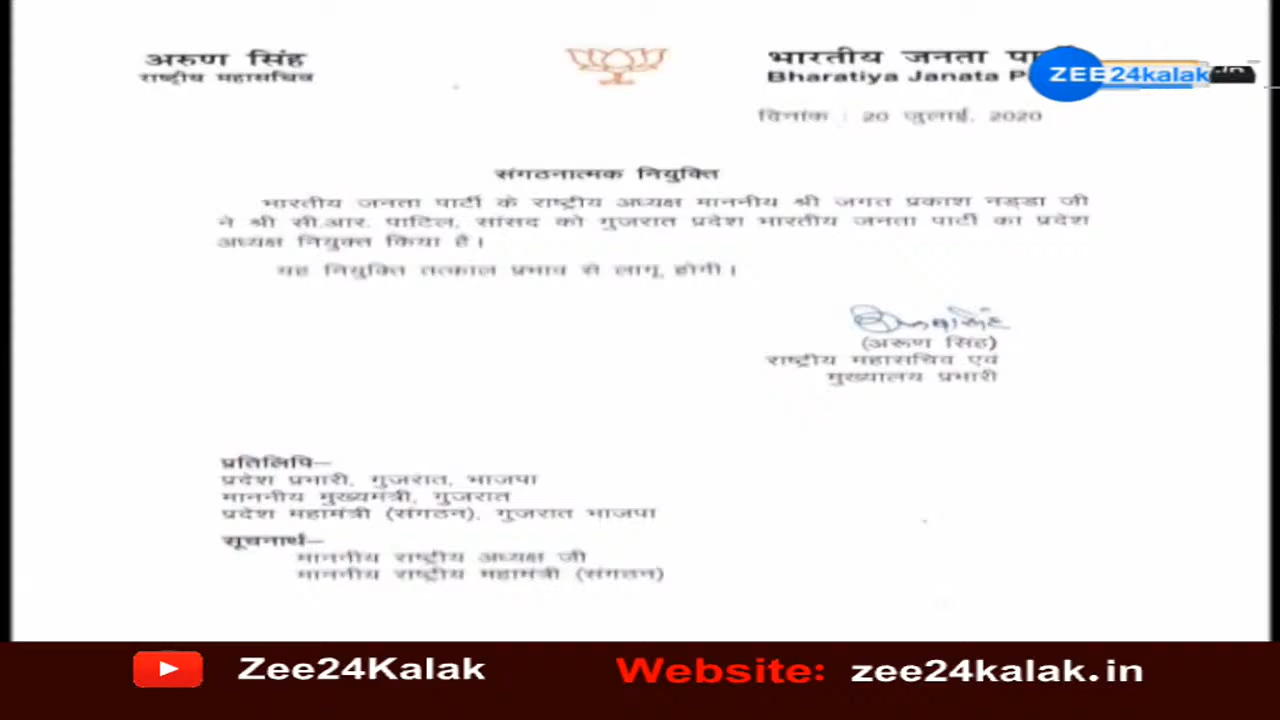 अरुण सिंह
राष्ट्रीय महासचिव
भारतीय जनता
Bharatiya Janata
ZEE24kalak
दिनांक : 20 जुलाई, 2020
संगठनात्मक नियुक्ति
भारतीय जनता पार्टी के राष्ट्रीय अध्यक्ष माननीय श्री जगत प्रकाश नड्डा जी
ने श्री सी.आर. पाटिल, सांसद को गुजरात प्रदेश भारतीय जनता पार्टी का प्रदेश
अध्यक्ष नियुक्त किया है।
यह नियुक्ति तत्काल प्रभाव से लागू होगी।
(अरूण सिंह)
राष्ट्रीय महासचिव एवं
मुख्यालय प्रभारी
प्रतिलिपि—
प्रदेश प्रभारी, गुजरात, भाजपा
माननीय मुख्यमंत्री, गुजरात
प्रदेश महामंत्री (संगठन), गुजरात भाजपा
सूचनार्थ—
माननीय राष्ट्रीय अध्यक्ष जी
माननीय राष्ट्रीय महामंत्री (संगठन)
Zee24Kalak
Website: zee24kalak.in